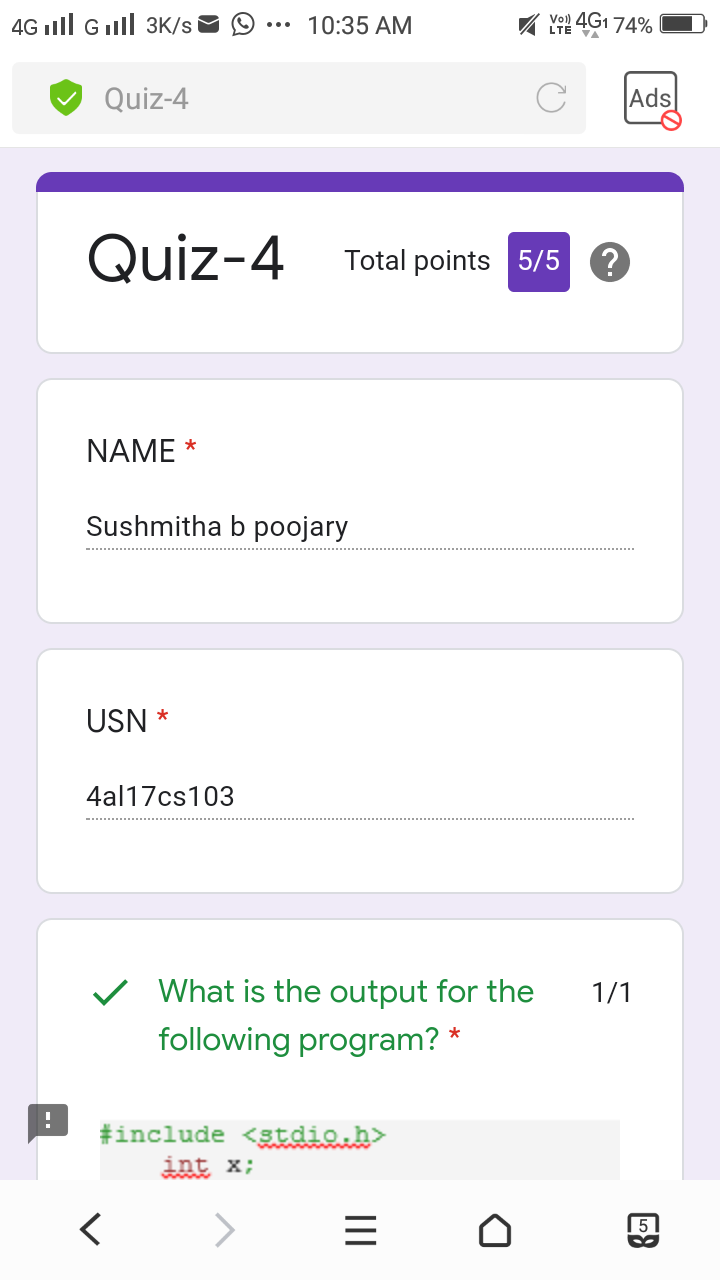 4G G 3K/s ... 10:35 AM Vo)) LTE 4G1 74%
Quiz-4 Ads
Quiz-4 Total points 5/5 ?
NAME *
Sushmitha b poojary
USN *
4al17cs103
What is the output for the 1/1
following program? *
!
#include <stdio.h>
int x;
5